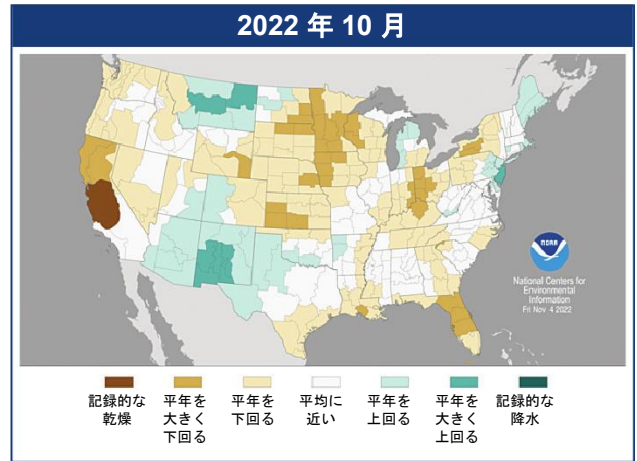 2022 年 10 月
NOAA
National Centers for
Environmental
Information
Fri Nov 4 2022
記録的な
乾燥
平年を
大きく
下回る
平年を
下回る
平均に
近い
平年を
上回る
平年を
大きく
上回る
記録的な
降水